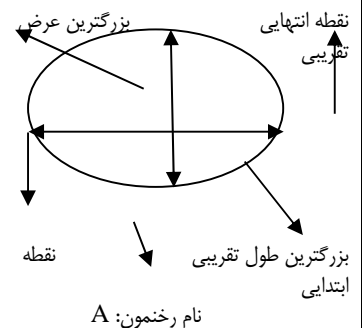 نقطه انتهایی تقریبی
بزرگترین عرض
بزرگترین طول تقریبی
نقطه ابتدایی
نام رخنمون: A